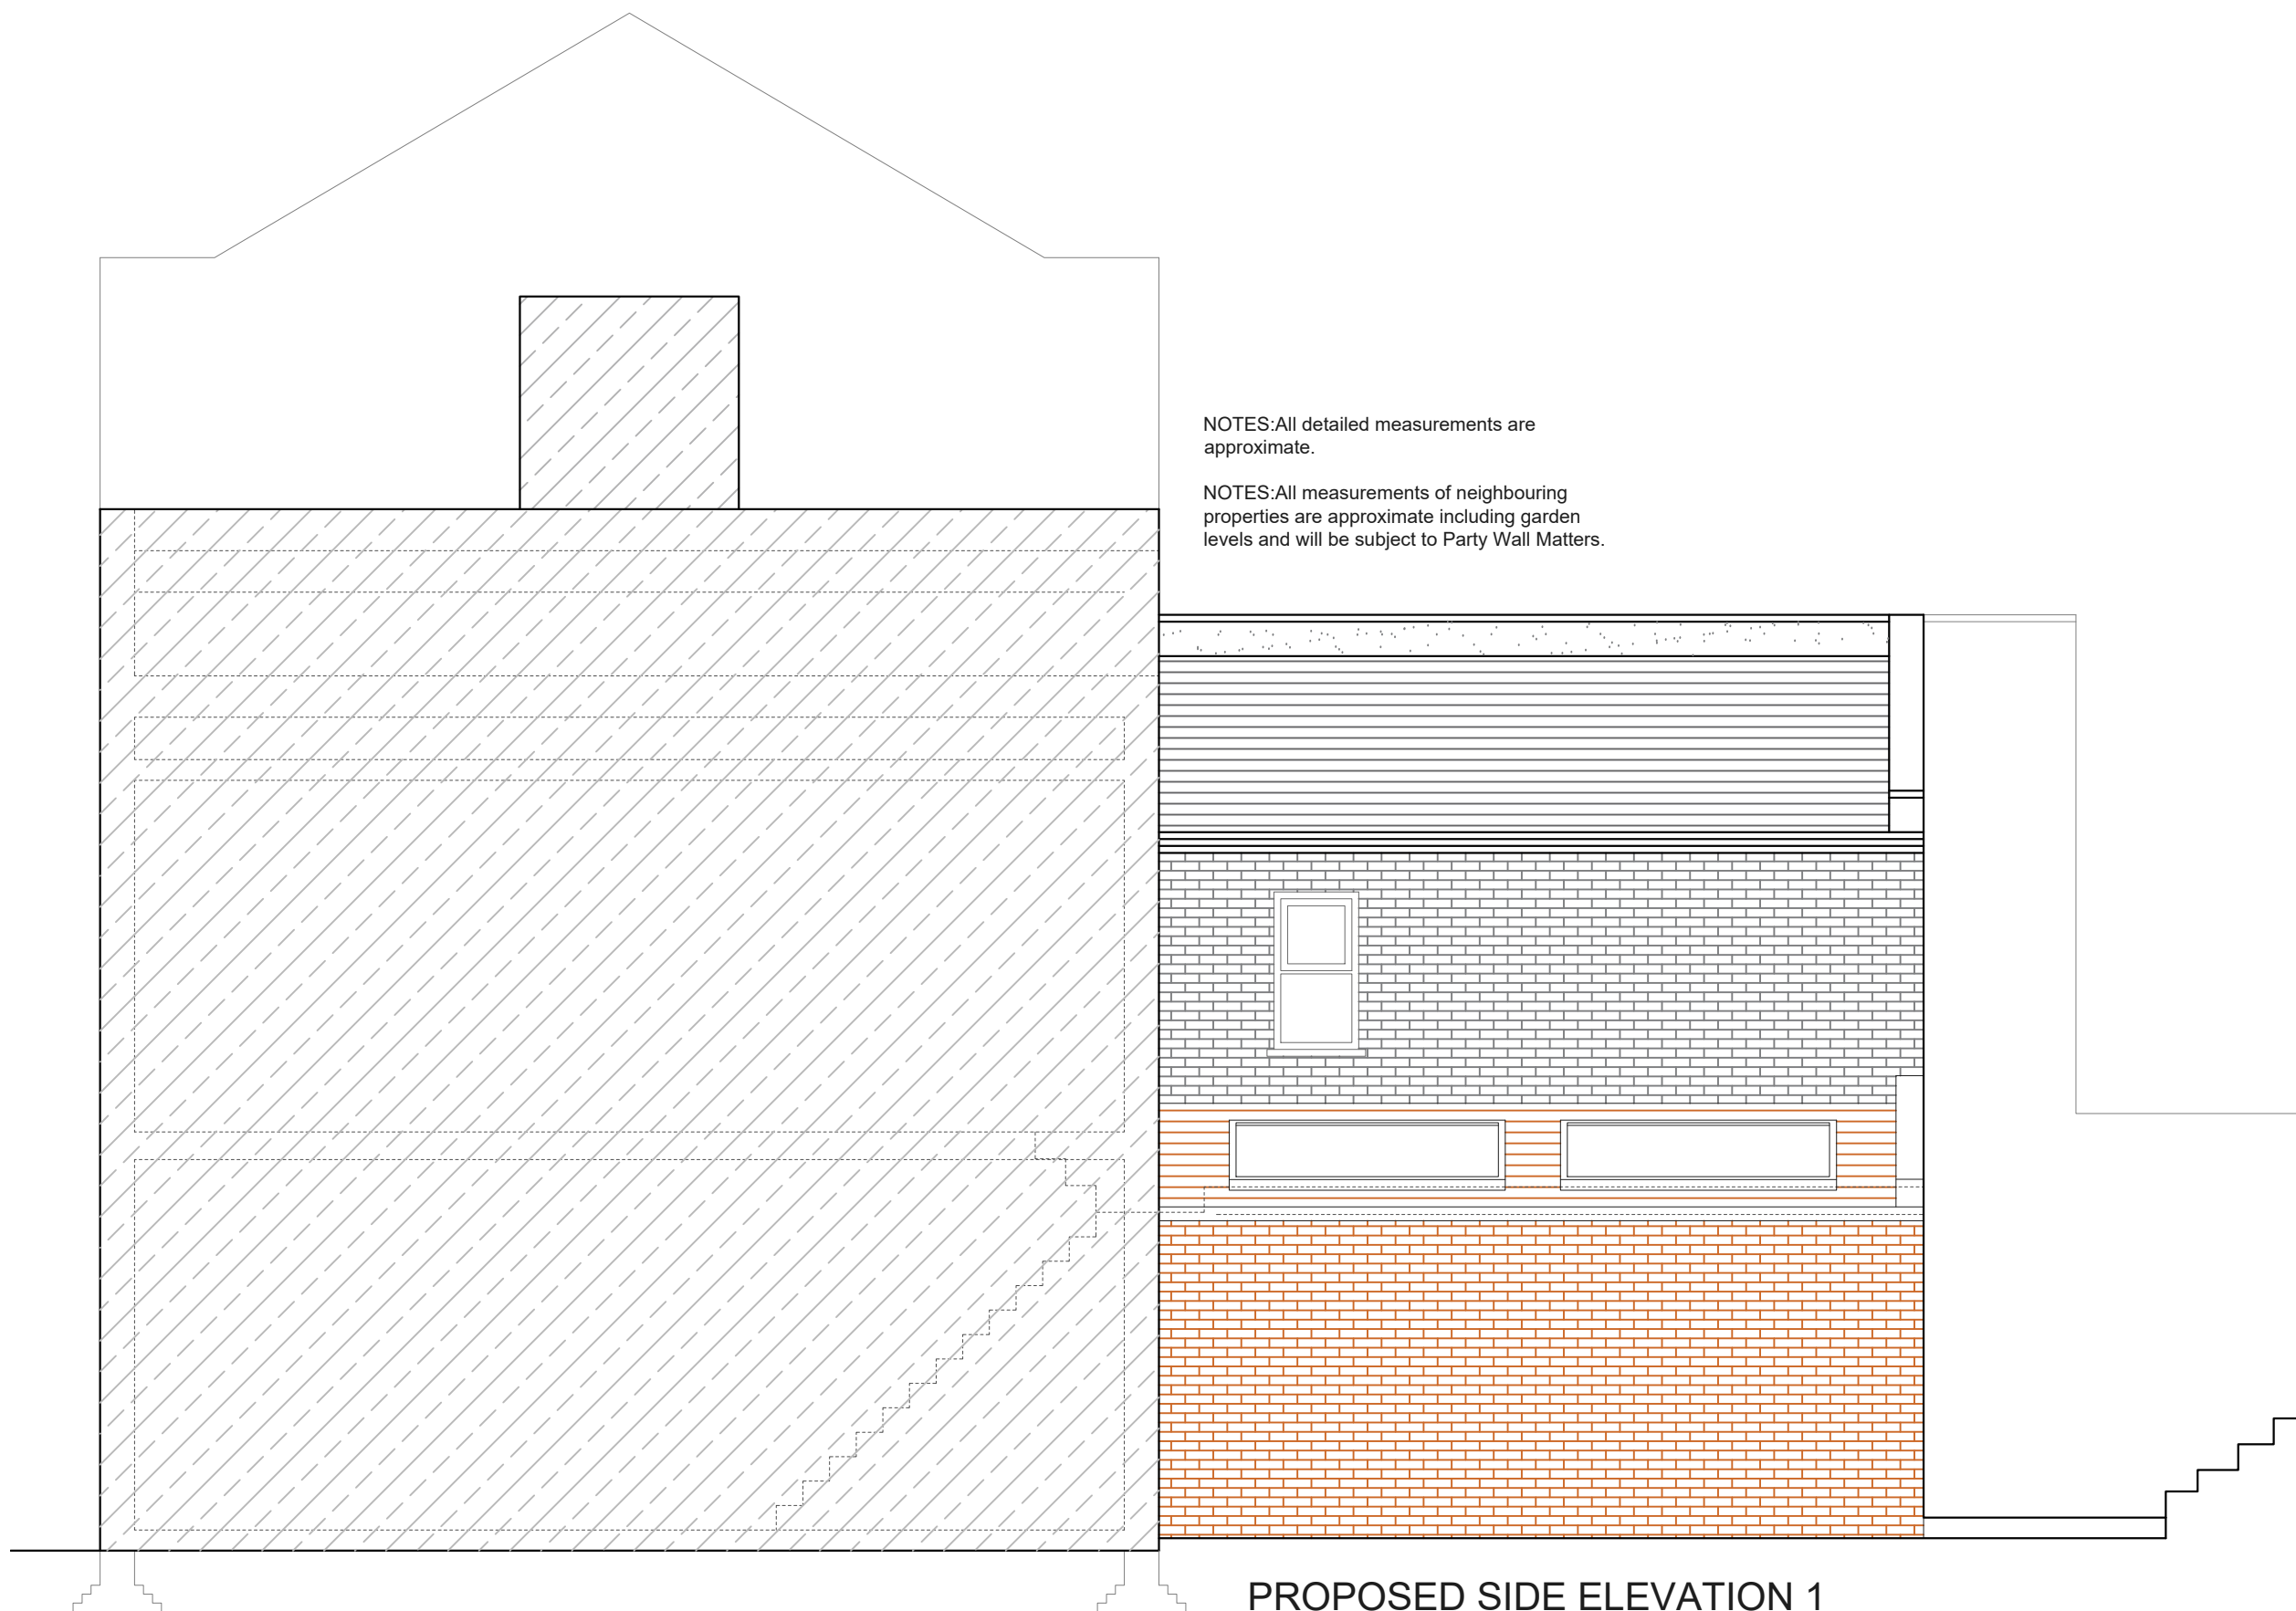 NOTES:All detailed measurements are
approximate.
NOTES:All measurements of neighbouring
properties are approximate including garden
levels and will be subject to Party Wall Matters.
PROPOSED SIDE ELEVATION 1